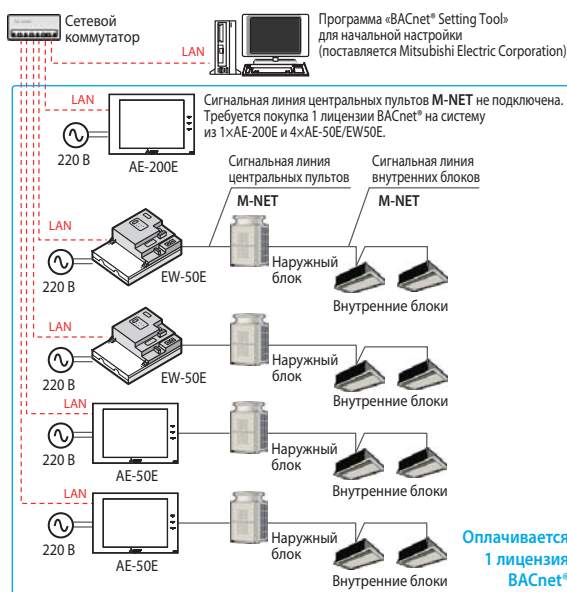 Сетевой
коммутатор
LAN
Программа «BACnet® Setting Tool»
для начальной настройки
(поставляется Mitsubishi Electric Corporation)
LAN
220 В
AE-200E
Сигнальная линия центральных пультов M-NET не подключена.
Требуется покупка 1 лицензии BACnet® на систему
из 1×AE-200E и 4×AE-50E/EW50E.
Сигнальная линия
центральных пультов
M-NET
Сигнальная линия
внутренних блоков
M-NET
LAN
220 В
EW-50E
Наружный
блок
Внутренние блоки
LAN
220 В
EW-50E
Наружный
блок
Внутренние блоки
LAN
220 В
AE-50E
Наружный
блок
Внутренние блоки
LAN
220 В
AE-50E
Наружный
блок
Внутренние блоки
Оплачивается
1 лицензия
BACnet®